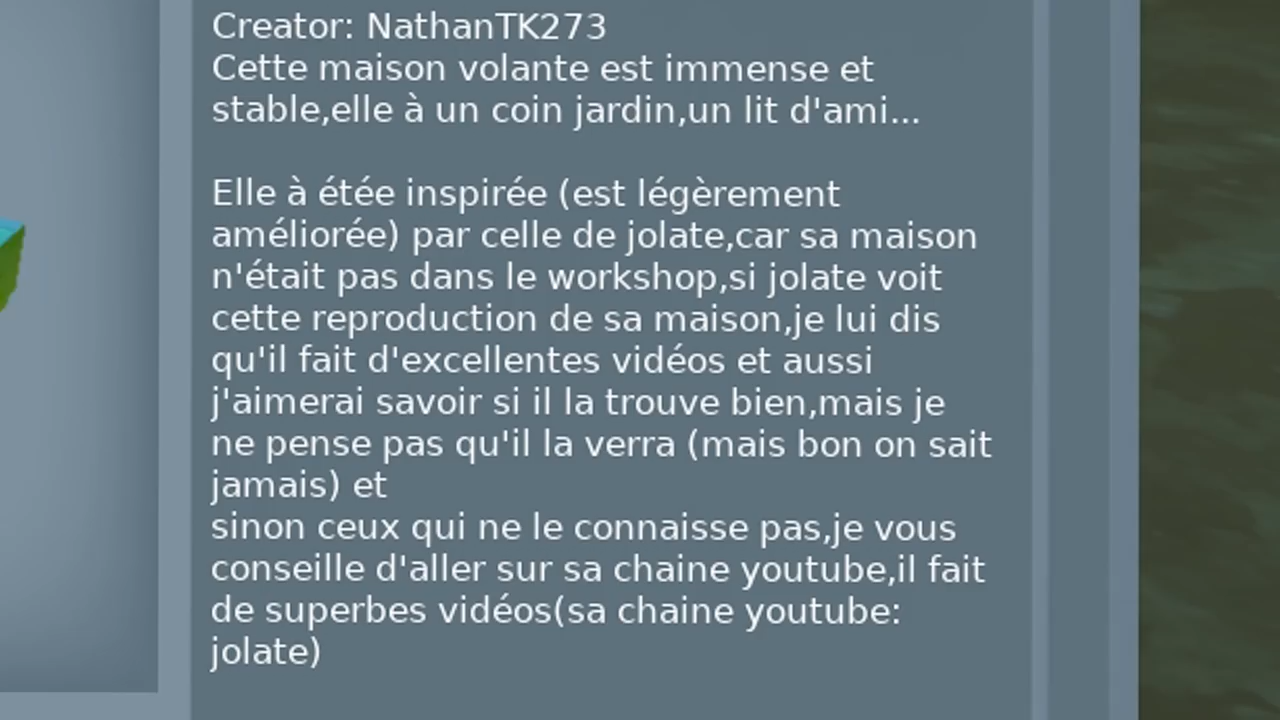 Creator: NathanTK273
Cette maison volante est immense et
stable,elle à un coin jardin,un lit d'ami...
Elle à étée inspirée (est légèrement
améliorée) par celle de jolate,car sa maison
n'était pas dans le workshop,si jolate voit
cette reproduction de sa maison,je lui dis
qu'il fait d'excellentes vidéos et aussi
j'aimerai savoir si il la trouve bien,mais je
ne pense pas qu'il la verra (mais bon on sait
jamais) et
sinon ceux qui ne le connaisse pas,je vous
conseille d'aller sur sa chaine youtube,il fait
de superbes vidéos(sa chaine youtube:
jolate)